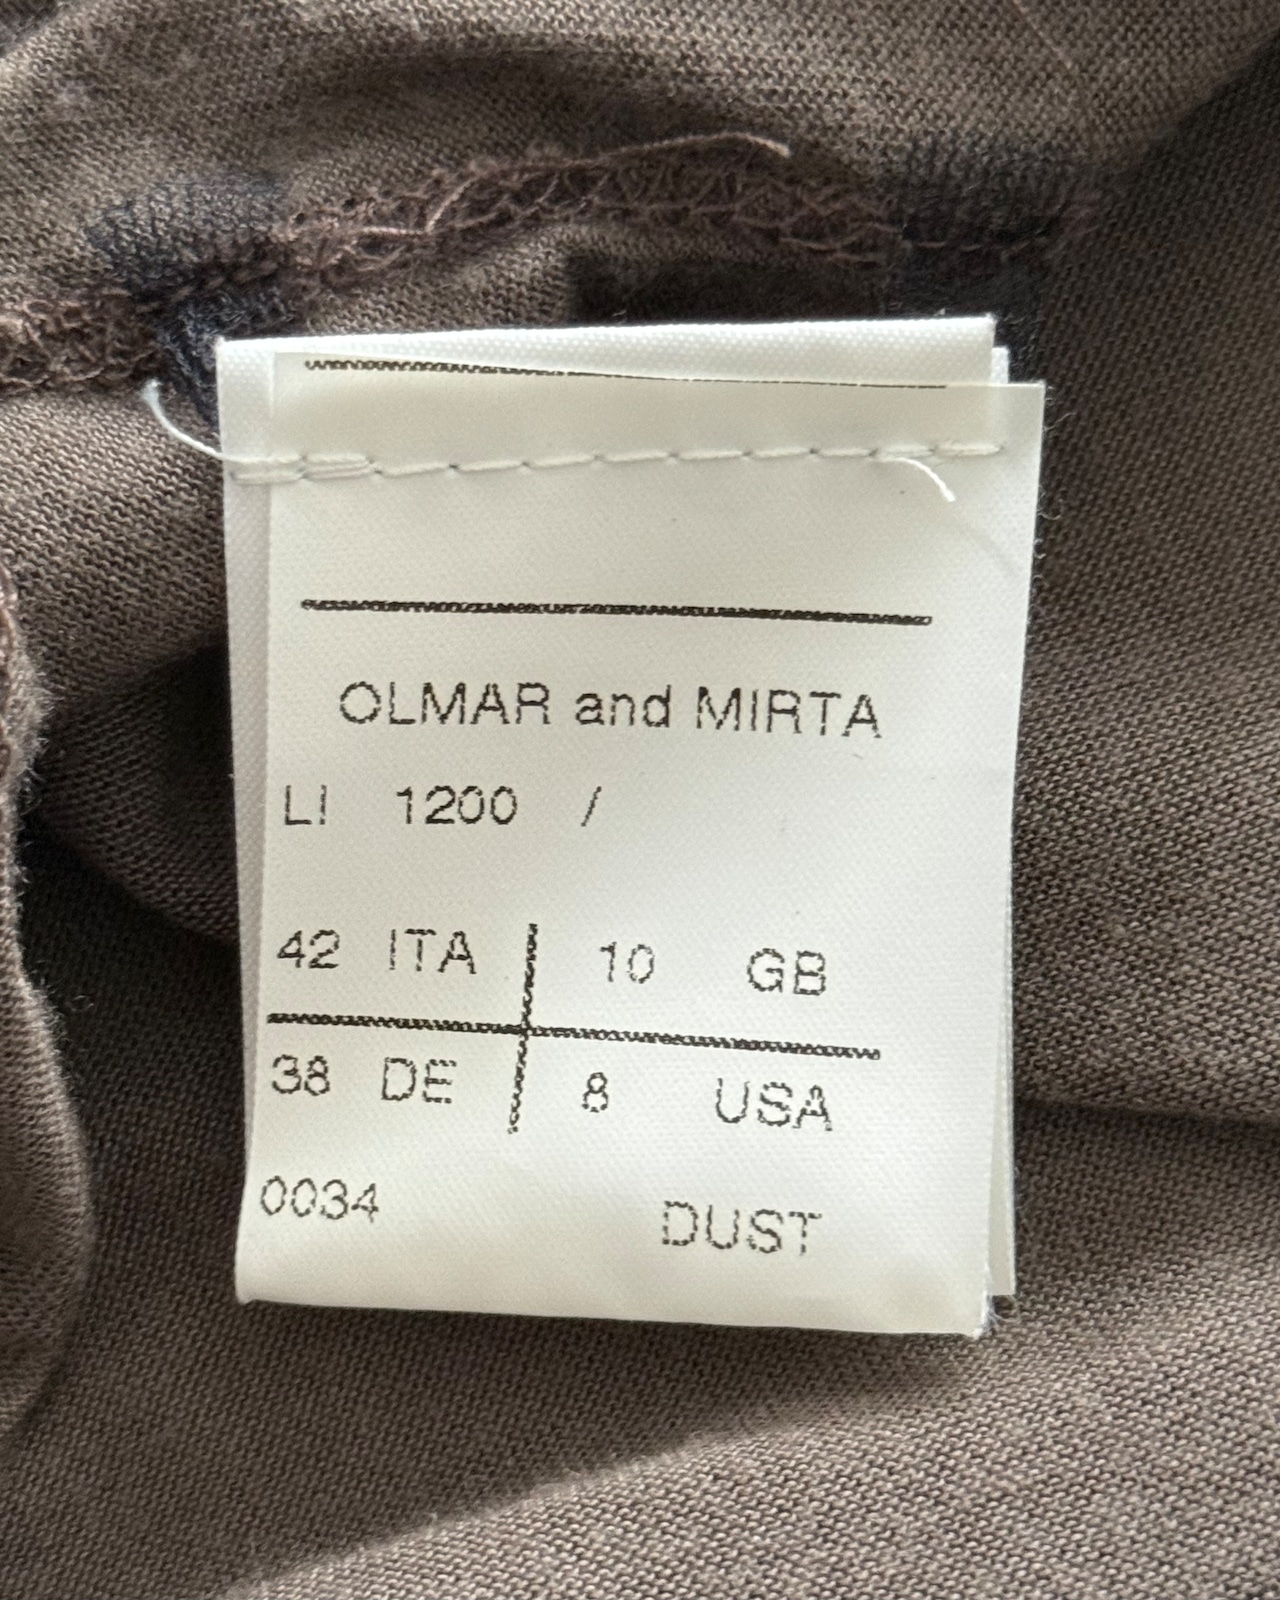 OLMAR and MIRTA
LI 1200 /
42 ITA 10 GB
38 DE 8 USA
0034 DUST